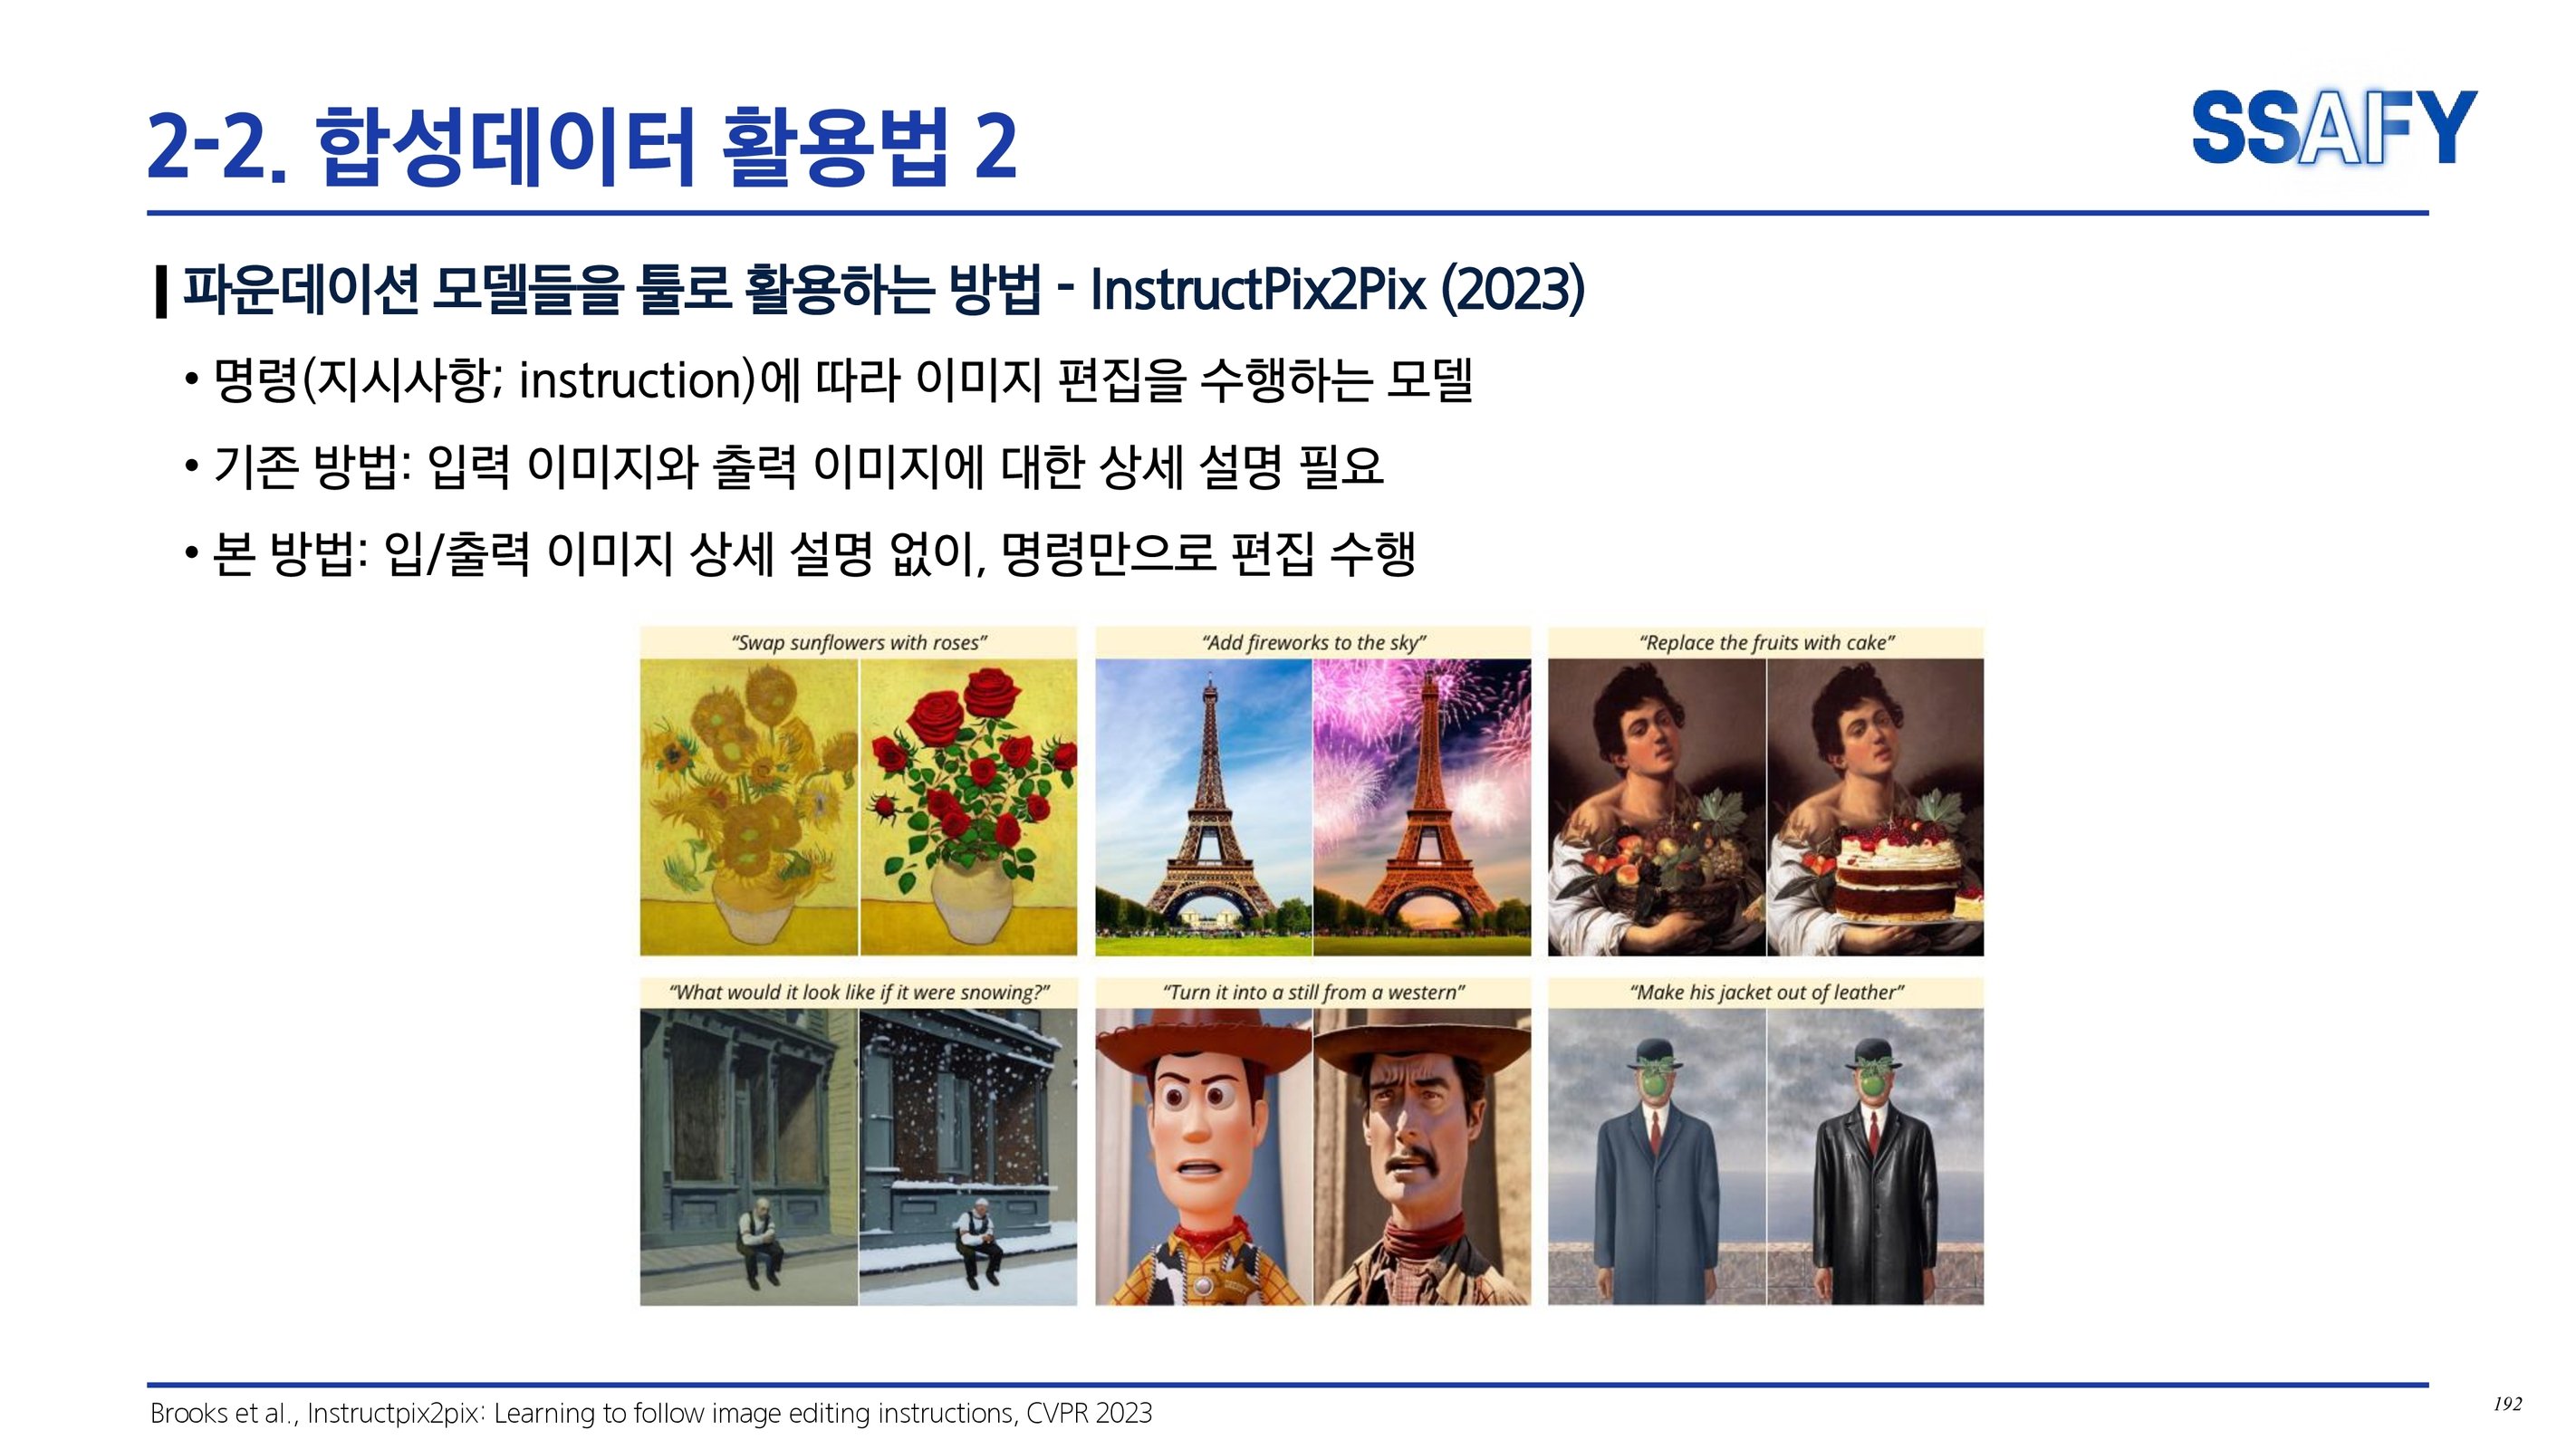 2-2. 합성데이터 활용법 2
SSAFY
파운데이션 모델들을 툴로 활용하는 방법 - InstructPix2Pix (2023)
• 명령(지시사항; instruction)에 따라 이미지 편집을 수행하는 모델
• 기존 방법: 입력 이미지와 출력 이미지에 대한 상세 설명 필요
• 본 방법: 입/출력 이미지 상세 설명 없이, 명령만으로 편집 수행
“Swap sunflowers with roses”
“Add fireworks to the sky”
“Replace the fruits with cake”
“What would it look like if it were snowing?”
“Turn it into a still from a western”
“Make his jacket out of leather”
Brooks et al., Instructpix2pix: Learning to follow image editing instructions, CVPR 2023
192